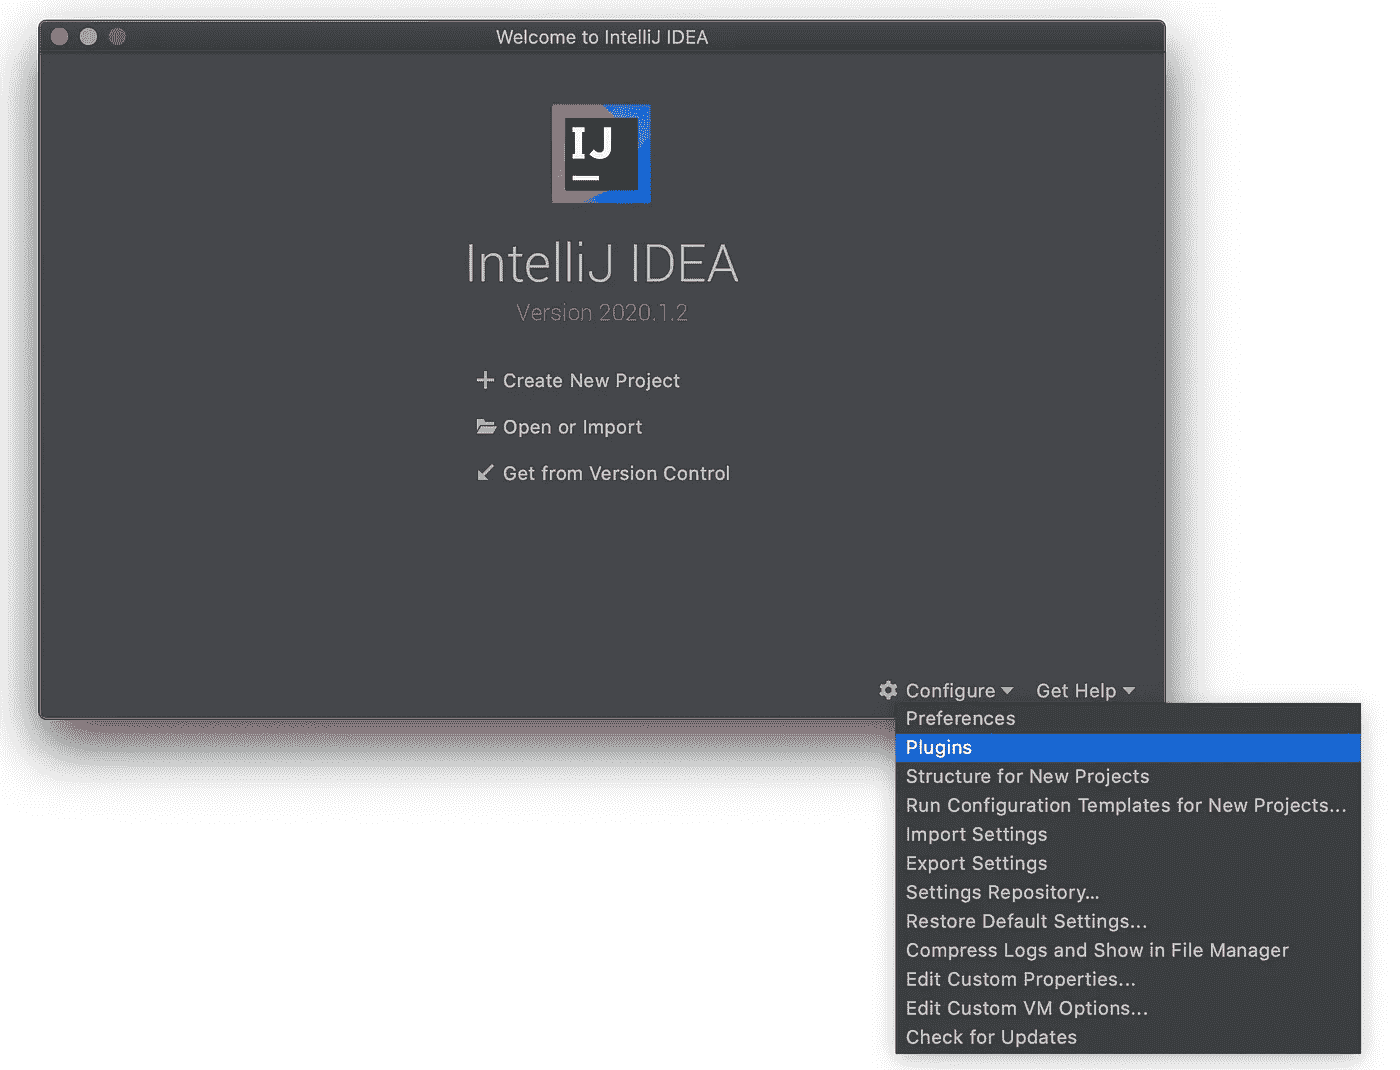 Welcome to IntelliJ IDEA
IJ
IntelliJ IDEA
Version 2020.1.2
Create New Project
Open or Import
Get from Version Control
Configure Get Help
Preferences
Plugins
Structure for New Projects
Run Configuration Templates for New Projects...
Import Settings
Export Settings
Settings Repository...
Restore Default Settings...
Compress Logs and Show in File Manager
Edit Custom Properties...
Edit Custom VM Options...
Check for Updates